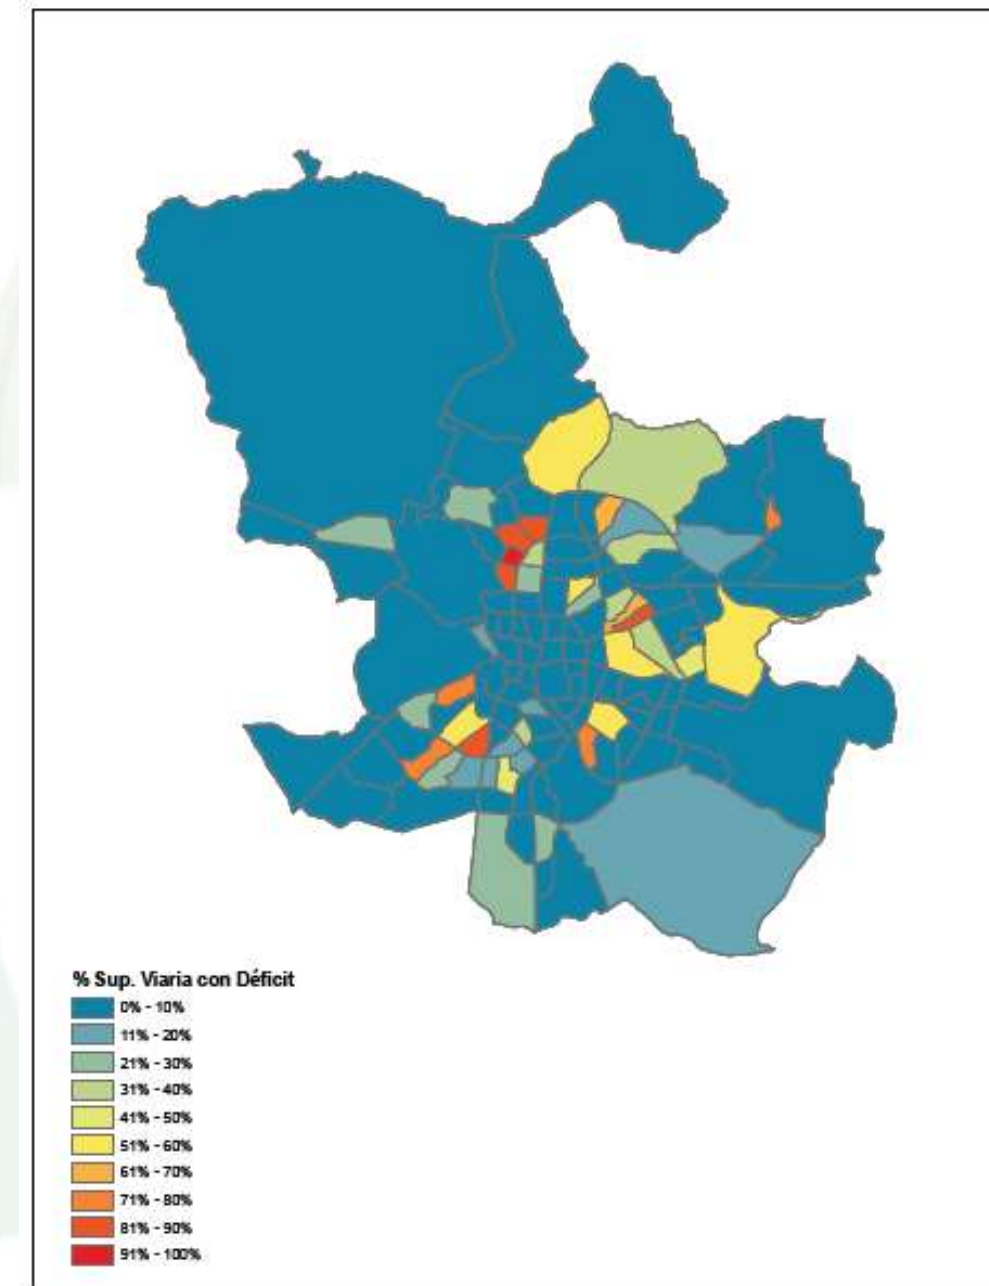 % Sup. Viaria con Déficit
0% - 10%
11% - 20%
21% - 30%
31% - 40%
41% - 50%
51% - 60%
61% - 70%
71% - 80%
81% - 90%
91% - 100%